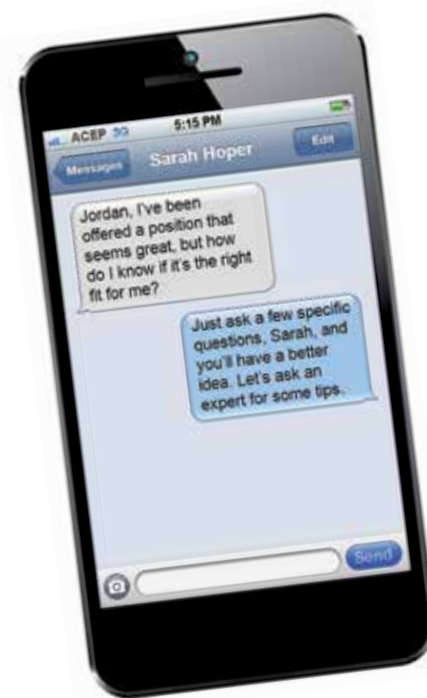 ACEP 3G 5:15 PM
Messages Sarah Hoper Edit
Jordan, I've been
offered a position that
seems great, but how
do I know if it's the right
fit for me?
Just ask a few specific
questions, Sarah, and
you'll have a better
idea. Let's ask an
expert for some tips.
Send